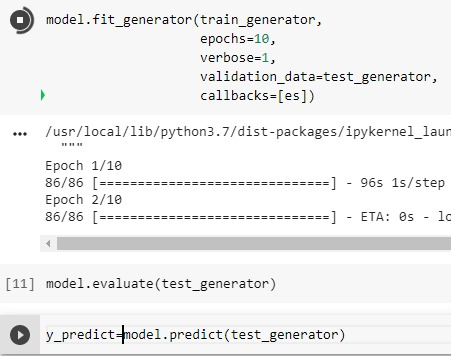 model.fit_generator(train_generator,
epochs=10,
verbose=1,
validation_data=test_generator,
callbacks=[es])
/usr/local/lib/python3.7/dist-packages/ipykernel_laun
"""
Epoch 1/10
86/86 [==============================] - 96s 1s/step
Epoch 2/10
86/86 [==============================] - ETA: 0s - lo
[11] model.evaluate(test_generator)
y_predict=model.predict(test_generator)